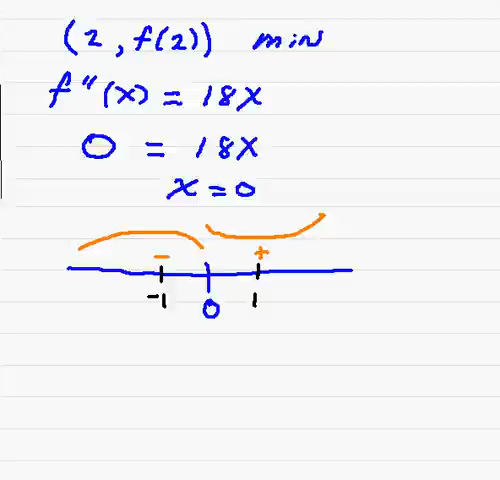 (2, f(2)) min
f"(x) = 18x
0 = 18x
x = 0
− +
-1 0 1